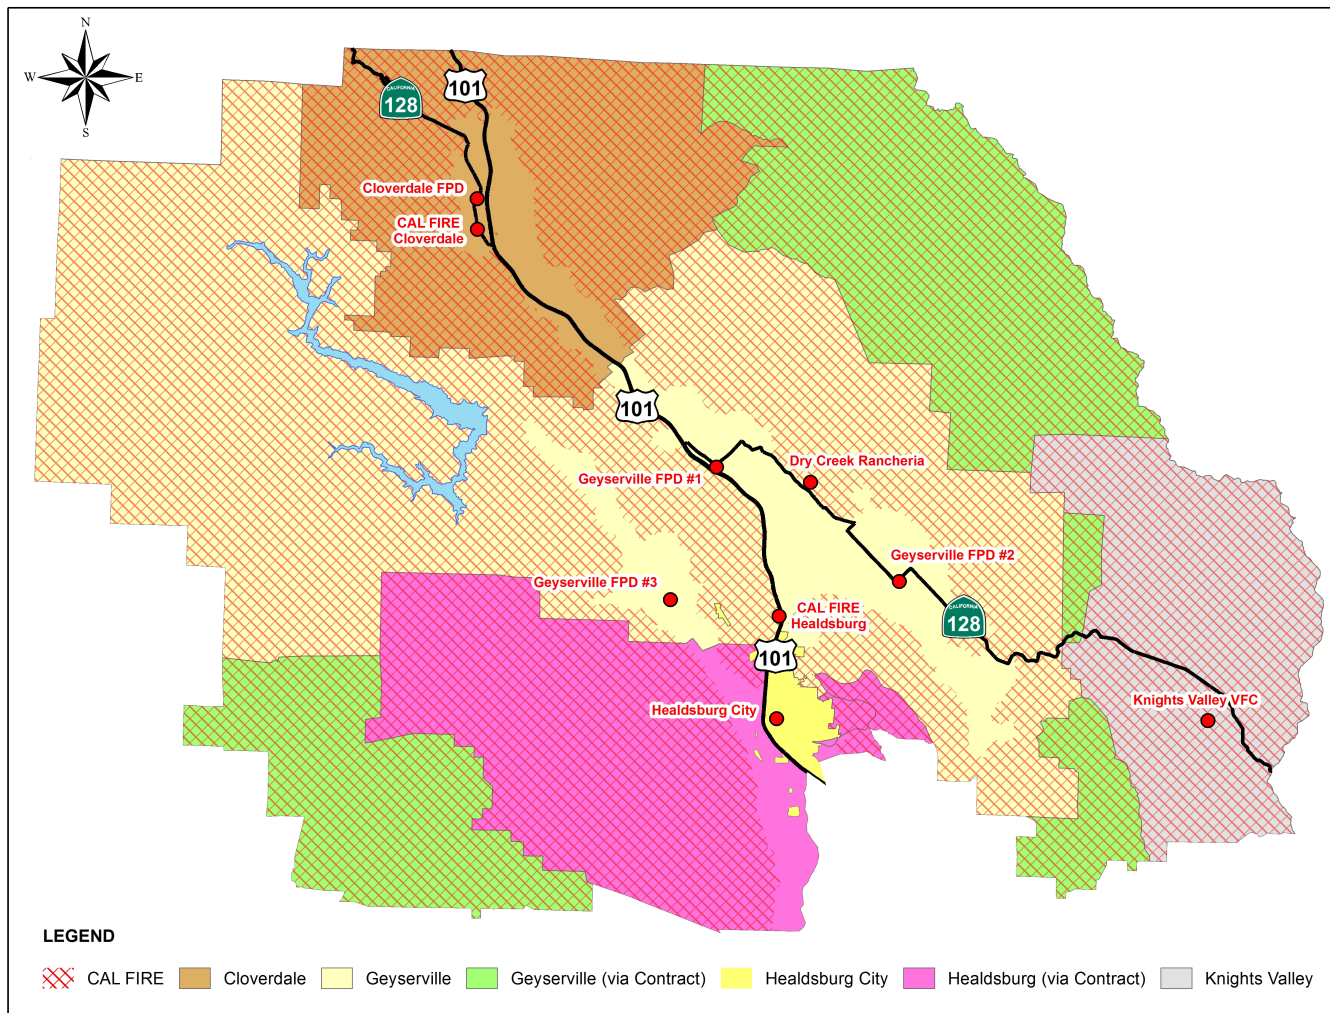 N
W
E
S
CALIFORNIA
128
101
Cloverdale FPD
CAL FIRE
Cloverdale
101
Geyserville FPD #1
Dry Creek Rancheria
Geyserville FPD #2
Geyserville FPD #3
CAL FIRE
Healdsburg
CALIFORNIA
128
101
Knights Valley VFC
Healdsburg City
LEGEND
CAL FIRE
Cloverdale
Geyserville
Geyserville (via Contract)
Healdsburg City
Healdsburg (via Contract)
Knights Valley